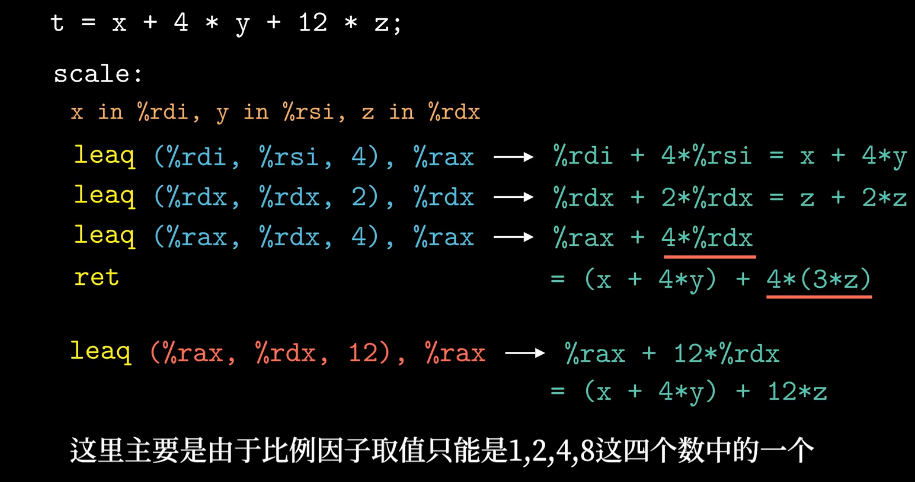 t = x + 4 * y + 12 * z;
scale:
x in %rdi, y in %rsi, z in %rdx
leaq (%rdi, %rsi, 4), %rax → %rdi + 4*%rsi = x + 4*y
leaq (%rdx, %rdx, 2), %rdx → %rdx + 2*%rdx = z + 2*z
leaq (%rax, %rdx, 4), %rax → %rax + 4*%rdx
ret = (x + 4*y) + 4*(3*z)
leaq (%rax, %rdx, 12), %rax → %rax + 12*%rdx
= (x + 4*y) + 12*z
这里主要是由于比例因子取值只能是1,2,4,8这四个数中的一个